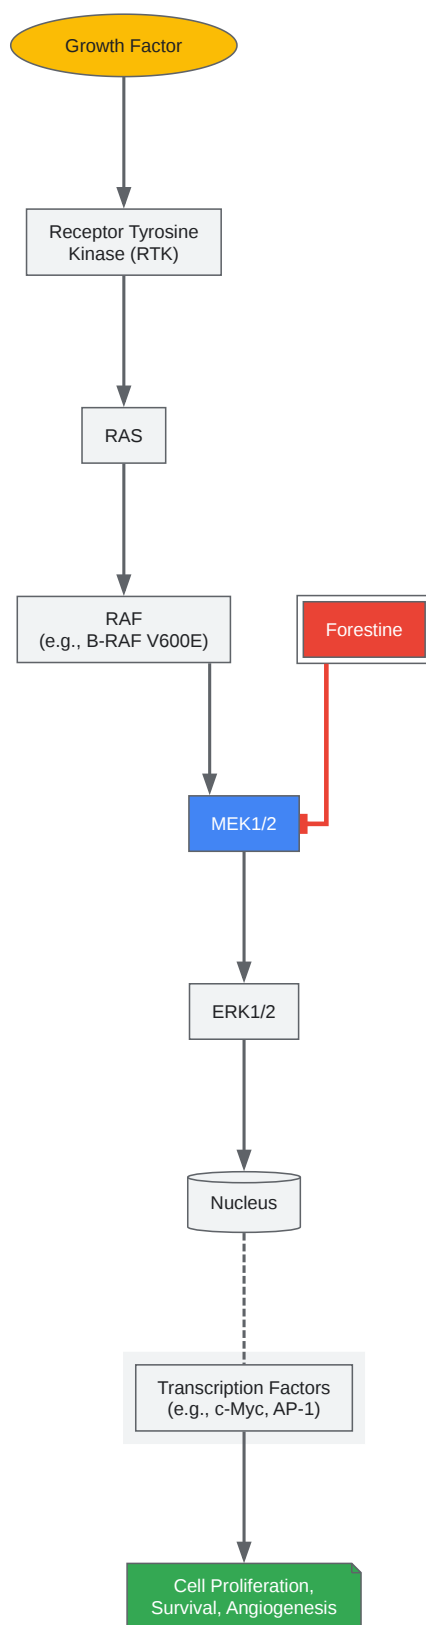 Growth Factor
Receptor Tyrosine
Kinase (RTK)
RAS
RAF
(e.g., B-RAF V600E)
Forestine
MEK1/2
ERK1/2
Nucleus
Transcription Factors
(e.g., c-Myc, AP-1)
Cell Proliferation,
Survival, Angiogenesis